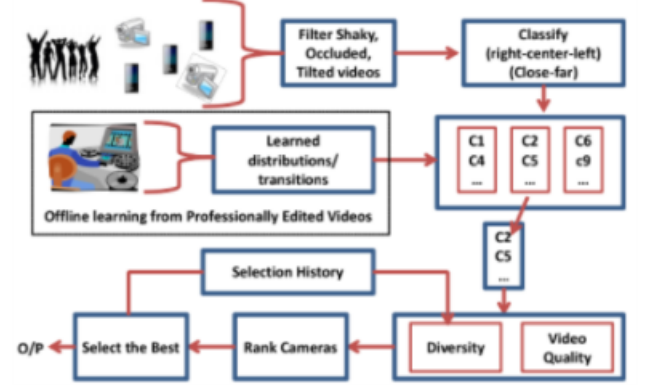 Filter Shaky,
Occluded,
Tilted videos
Classify
(right-center-left)
(Close-far)
Learned
distributions/
transitions
Offline learning from Professionally Edited Videos
C1
C4
...
C2
C5
...
C6
c9
...
C2
C5
...
Selection History
O/P
Select the Best
Rank Cameras
Diversity
Video
Quality